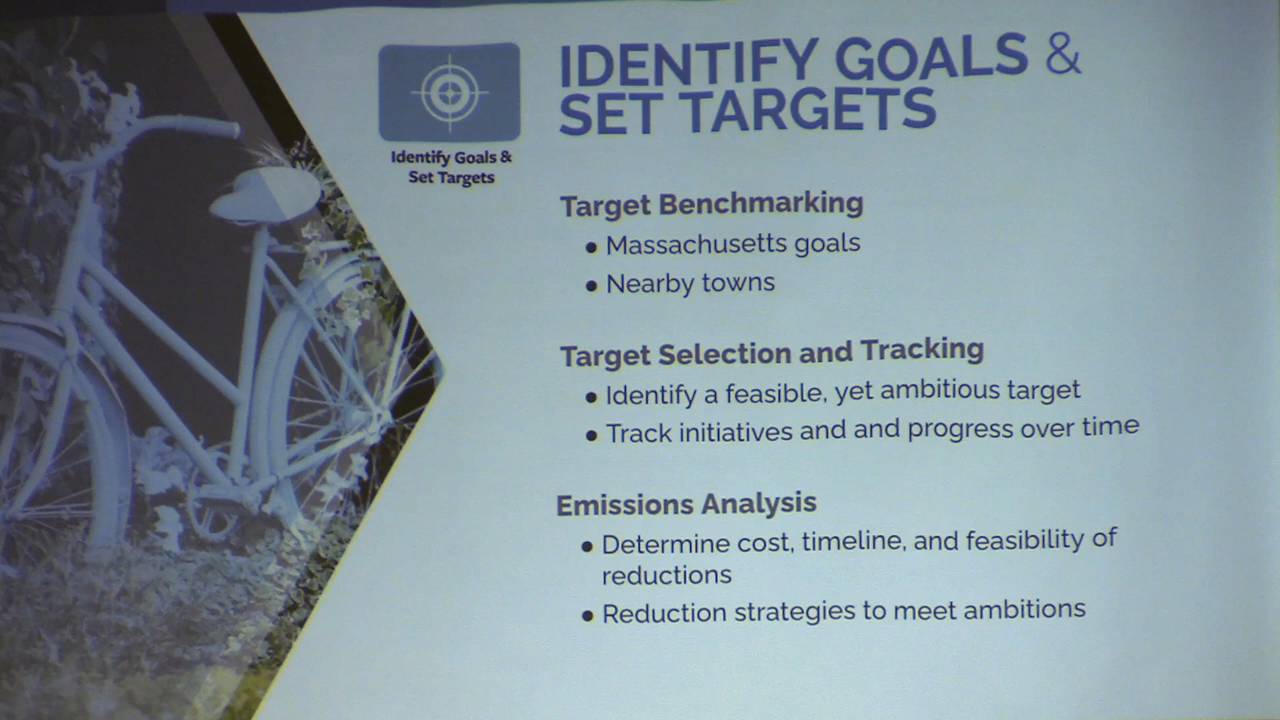 IDENTIFY GOALS &
SET TARGETS
Identify Goals &
Set Targets
Target Benchmarking
● Massachusetts goals
● Nearby towns
Target Selection and Tracking
● Identify a feasible, yet ambitious target
● Track initiatives and and progress over time
Emissions Analysis
● Determine cost, timeline, and feasibility of
reductions
● Reduction strategies to meet ambitions